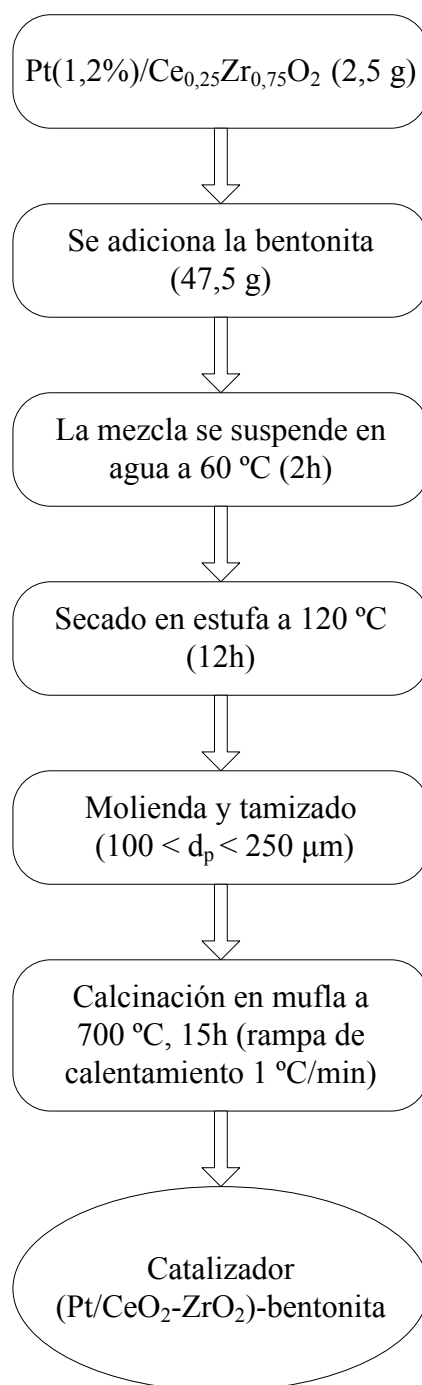 Pt(1,2%)/Ce₀,₂₅Zr₀,₇₅O₂ (2,5 g)
Se adiciona la bentonita
(47,5 g)
La mezcla se suspende en
agua a 60 ºC (2h)
Secado en estufa a 120 ºC
(12h)
Molienda y tamizado
(100 < dₚ < 250 μm)
Calcinación en mufla a
700 ºC, 15h (rampa de
calentamiento 1 ºC/min)
Catalizador
(Pt/CeO₂-ZrO₂)-bentonita